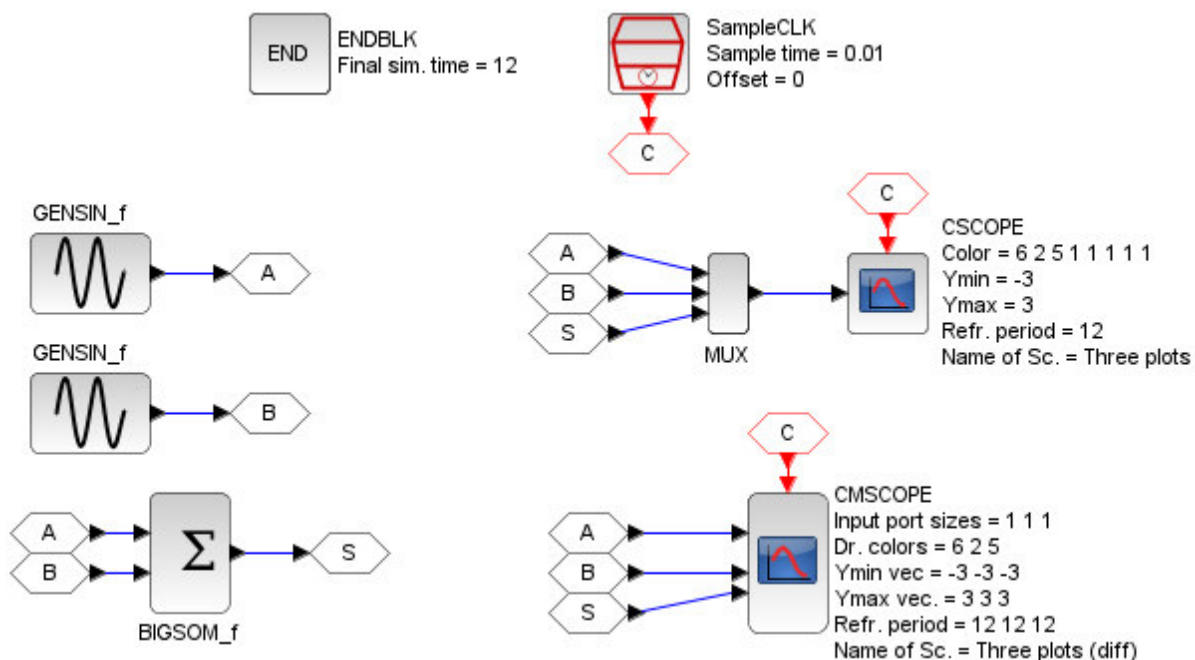 END
ENDBLK
Final sim. time = 12
SampleCLK
Sample time = 0.01
Offset = 0
C
GENSIN_f
A
GENSIN_f
B
A
B
BIGSOM_f
S
C
A
B
S
MUX
CSCOPE
Color = 6 2 5 1 1 1 1 1
Ymin = -3
Ymax = 3
Refr. period = 12
Name of Sc. = Three plots
C
A
B
S
CMSCOPE
Input port sizes = 1 1 1
Dr. colors = 6 2 5
Ymin vec = -3 -3 -3
Ymax vec. = 3 3 3
Refr. period = 12 12 12
Name of Sc. = Three plots (diff)